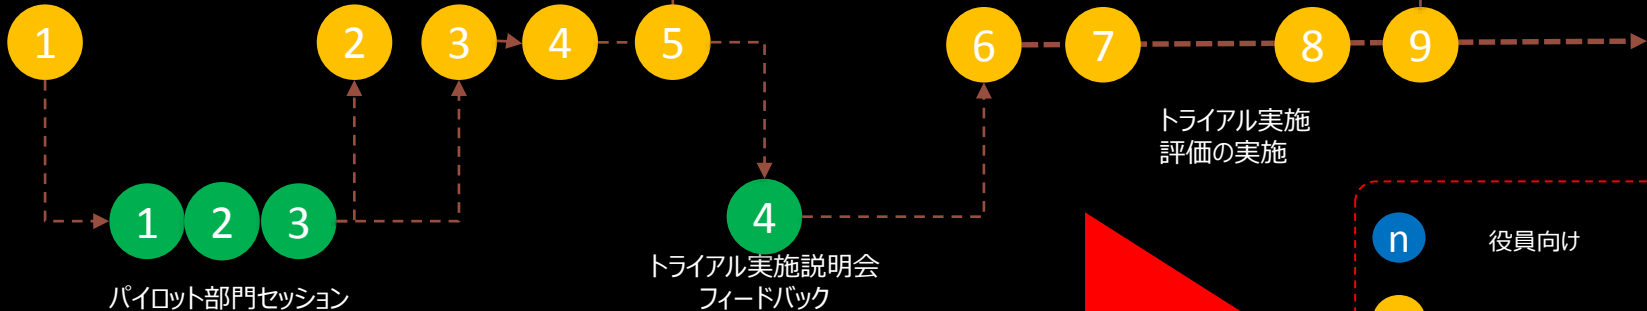 1
2
3
4
5
6
7
8
9
トライアル実施
評価の実施
1
2
3
パイロット部門セッション
4
トライアル実施説明会
フィードバック
n
役員向け